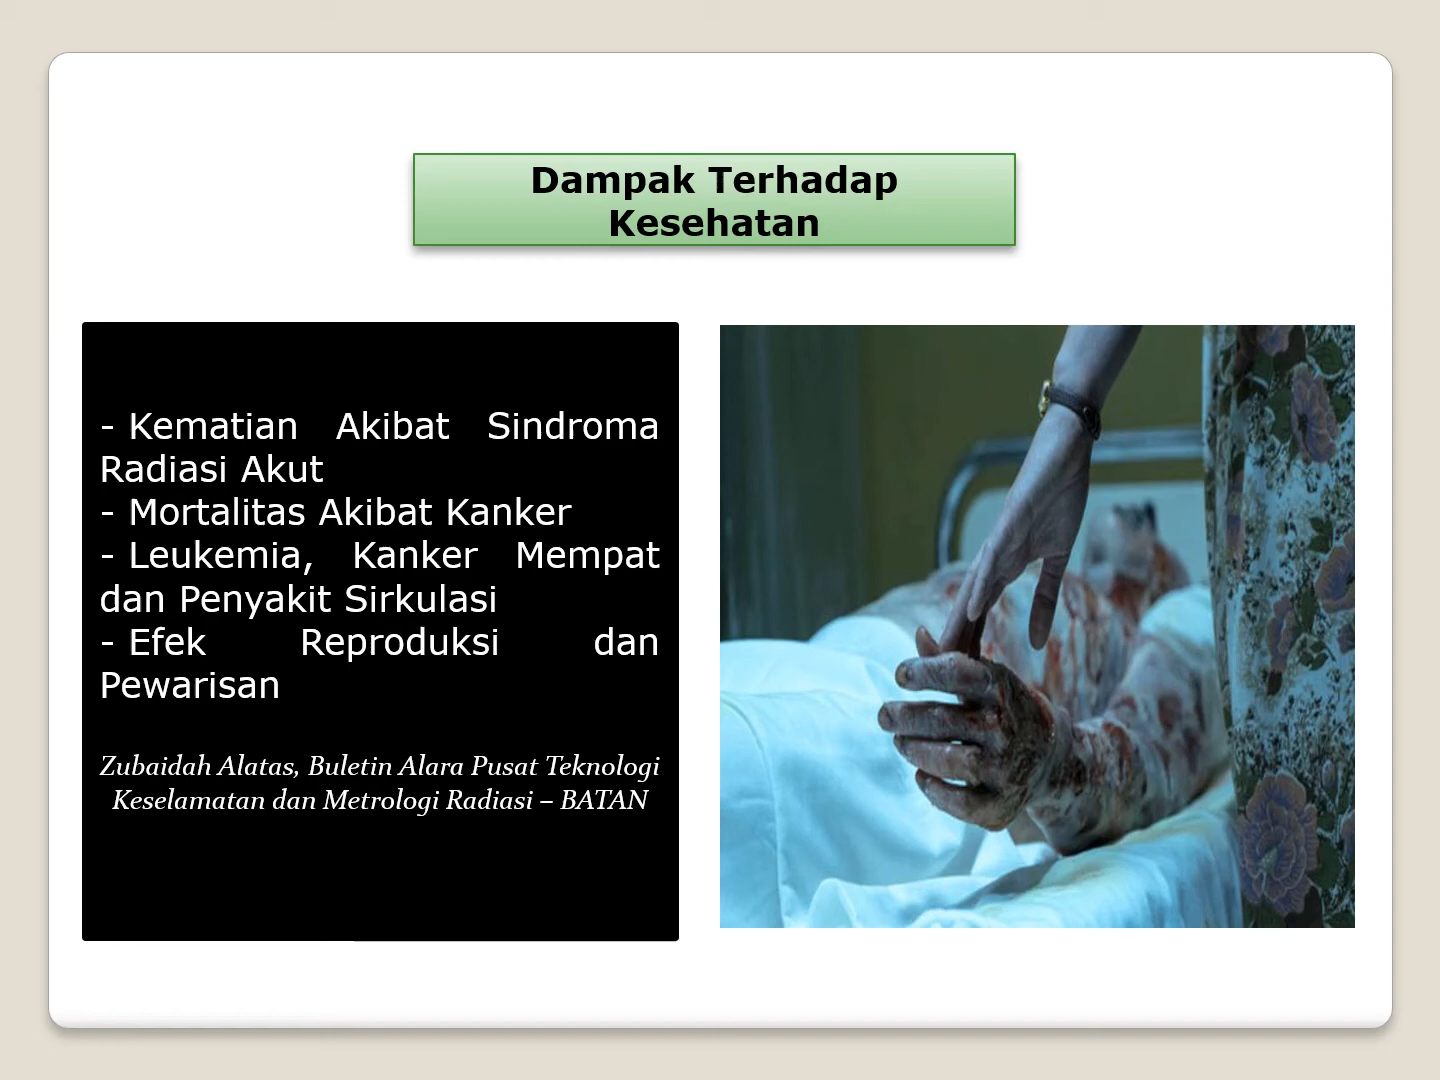 Dampak Terhadap
Kesehatan
- Kematian Akibat Sindroma
Radiasi Akut
- Mortalitas Akibat Kanker
- Leukemia, Kanker Mempat
dan Penyakit Sirkulasi
- Efek Reproduksi dan
Pewarisan
Zubaidah Alatas, Buletin Alara Pusat Teknologi
Keselamatan dan Metrologi Radiasi – BATAN